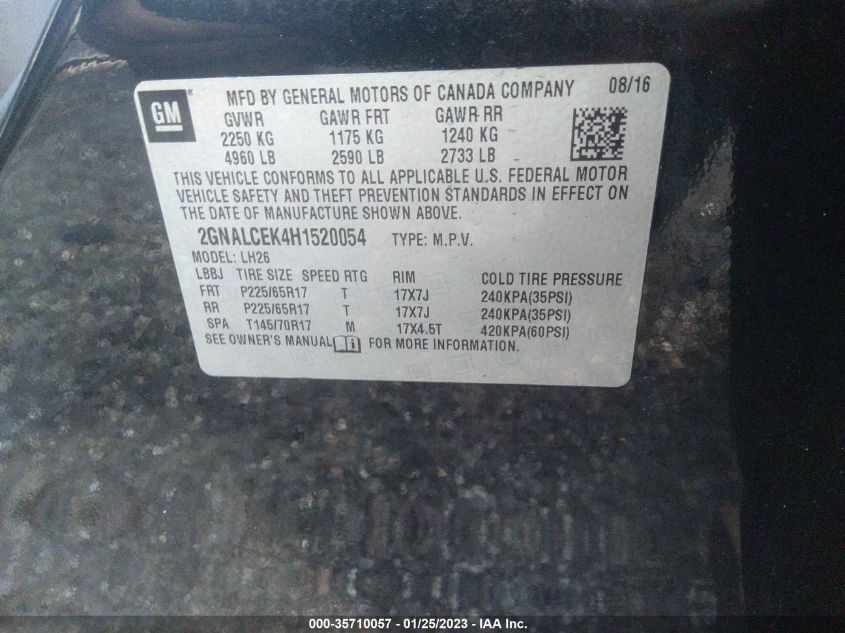 GM
MFD BY GENERAL MOTORS OF CANADA COMPANY 08/16
GVWR GAWR FRT GAWR RR
2250 KG 1175 KG 1240 KG
4960 LB 2590 LB 2733 LB
THIS VEHICLE CONFORMS TO ALL APPLICABLE U.S. FEDERAL MOTOR
VEHICLE SAFETY AND THEFT PREVENTION STANDARDS IN EFFECT ON
THE DATE OF MANUFACTURE SHOWN ABOVE.
2GNALCEK4H1520054 TYPE: M.P.V.
MODEL: LH26
LBBJ TIRE SIZE SPEED RTG RIM COLD TIRE PRESSURE
FRT P225/65R17 T 17X7J 240KPA(35PSI)
RR P225/65R17 T 17X7J 240KPA(35PSI)
SPA T145/70R17 M 17X4.5T 420KPA(60PSI)
SEE OWNER'S MANUAL FOR MORE INFORMATION.
000-35710057 - 01/25/2023 - IAA Inc.